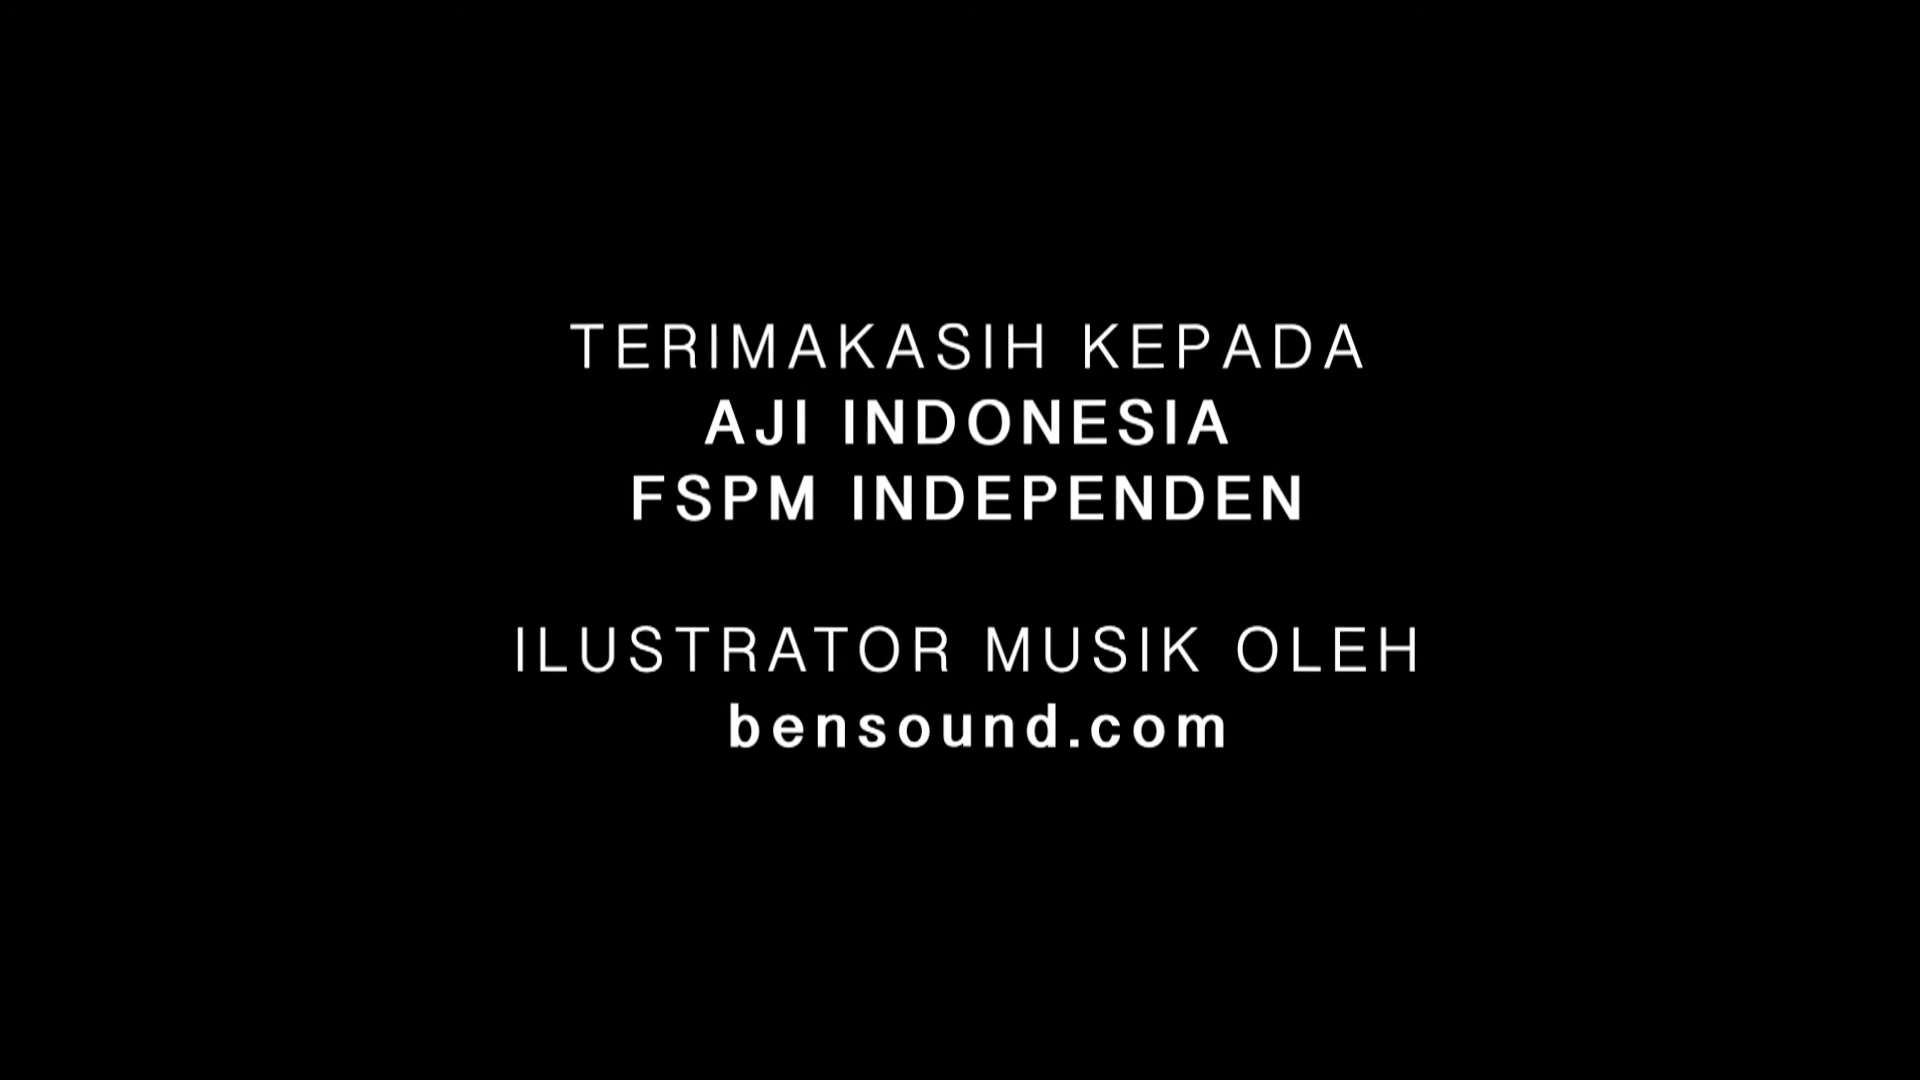 TERIMAKASIH KEPADA
AJI INDONESIA
FSPM INDEPENDEN
ILUSTRATOR MUSIK OLEH
bensound.com